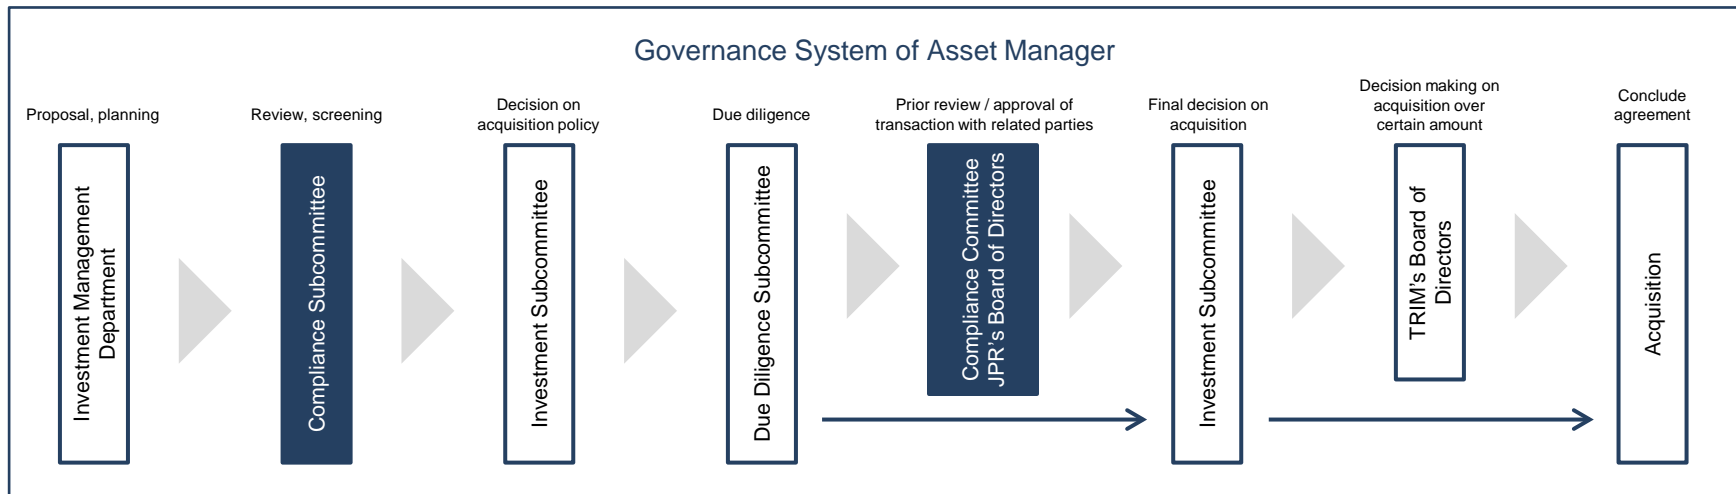 Governance System of Asset Manager
Proposal, planning
Investment Management
Department
Review, screening
Compliance Subcommittee
Decision on
acquisition policy
Investment Subcommittee
Due diligence
Due Diligence Subcommittee
Prior review / approval of
transaction with related parties
Compliance Committee
JPR’s Board of Directors
Final decision on
acquisition
Investment Subcommittee
Decision making on
acquisition over
certain amount
TRIM’s Board of
Directors
Conclude
agreement
Acquisition